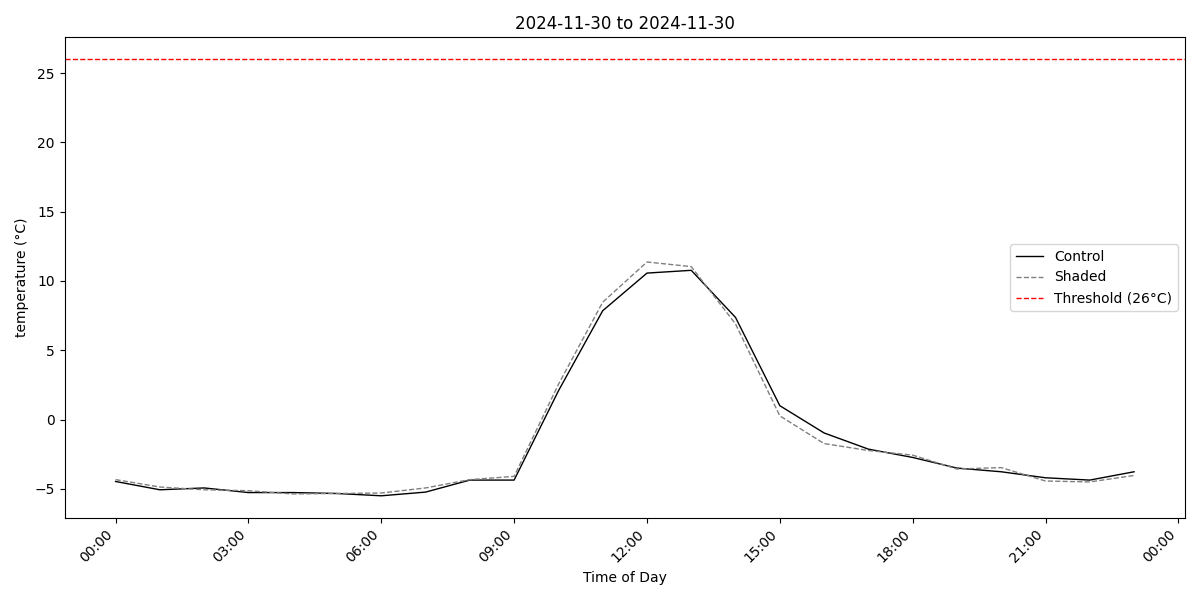 2024-11-30 to 2024-11-30
temperature (°C)
25
20
15
10
5
0
−5
Control
Shaded
Threshold (26°C)
00:00
03:00
06:00
09:00
12:00
15:00
18:00
21:00
00:00
Time of Day